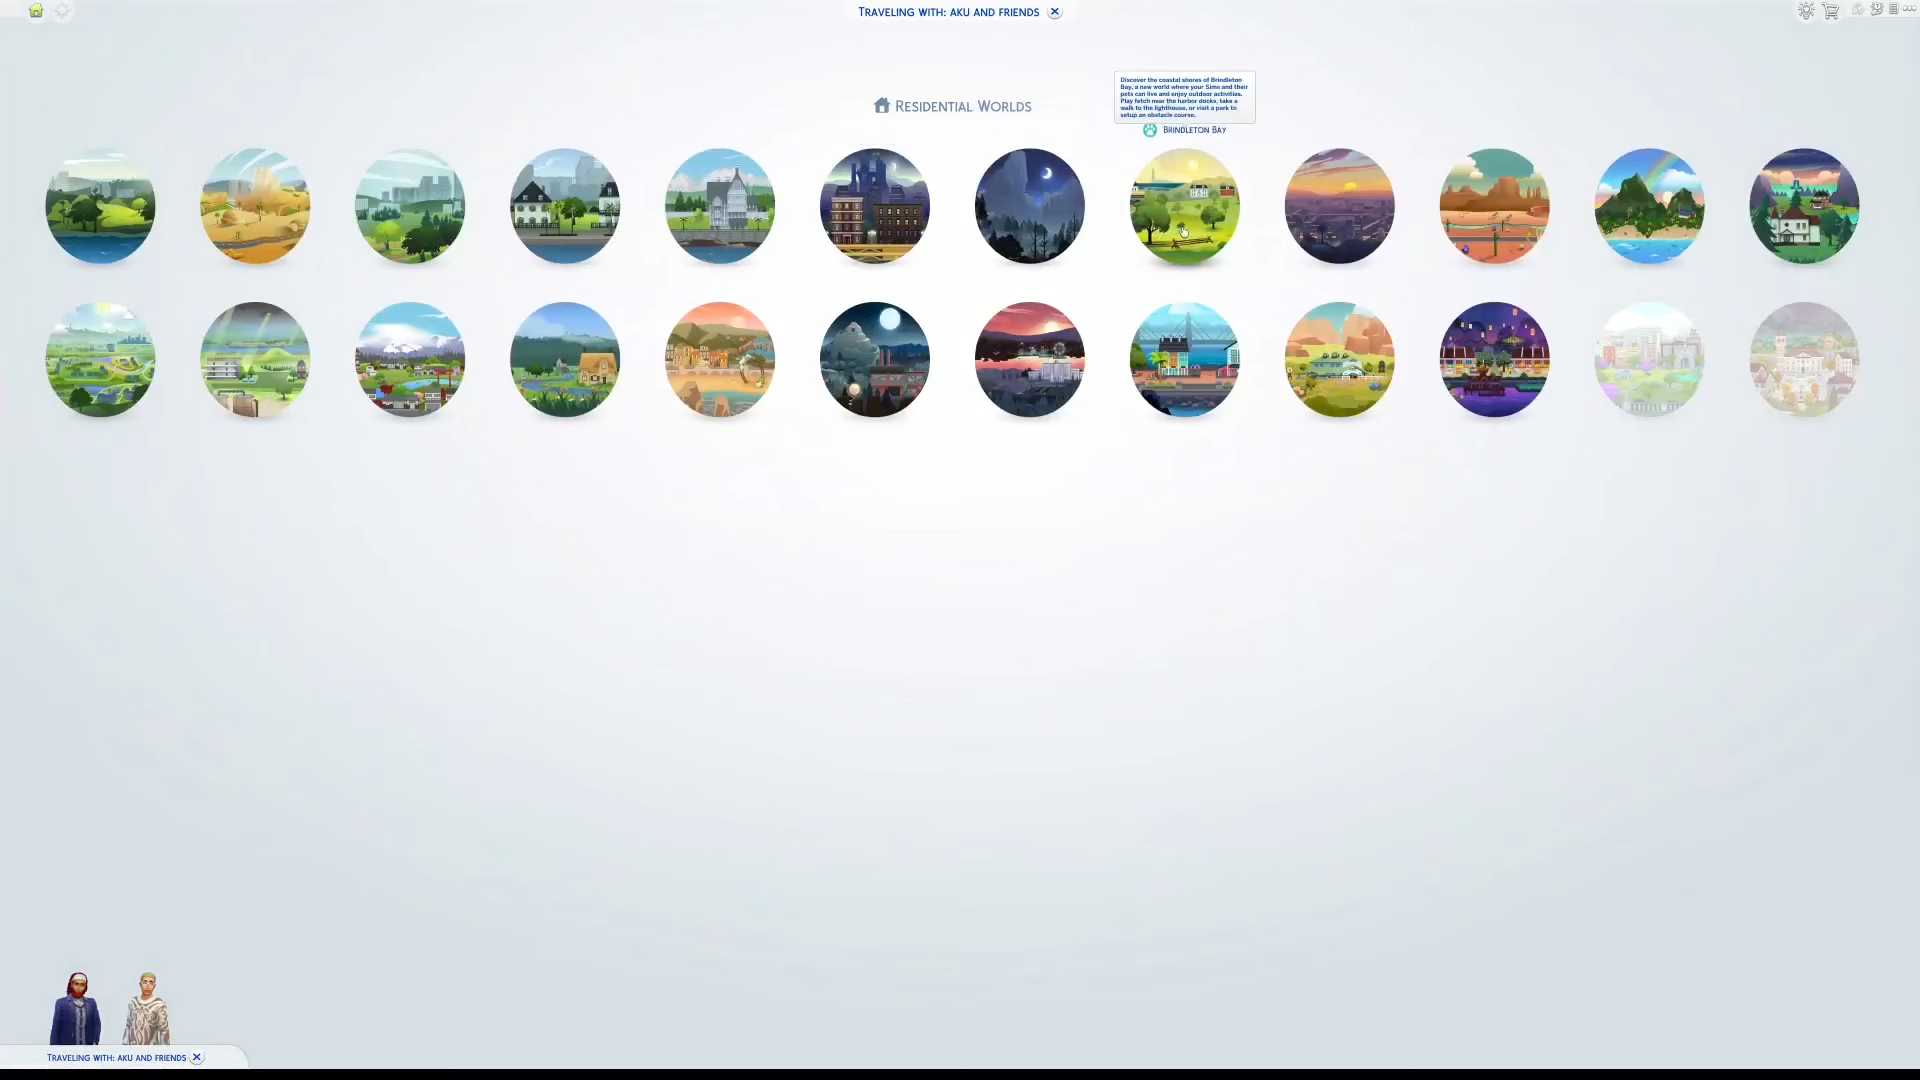 TRAVELING WITH: AKU AND FRIENDS
RESIDENTIAL WORLDS
Discover the coastal shores of Brindleton
Bay, a new world where your Sims and their
pets can live and enjoy outdoor activities.
Play fetch near the harbor docks, take a
walk to the lighthouse, or visit a park to
setup an obstacle course.
BRINDLETON BAY
TRAVELING WITH: AKU AND FRIENDS